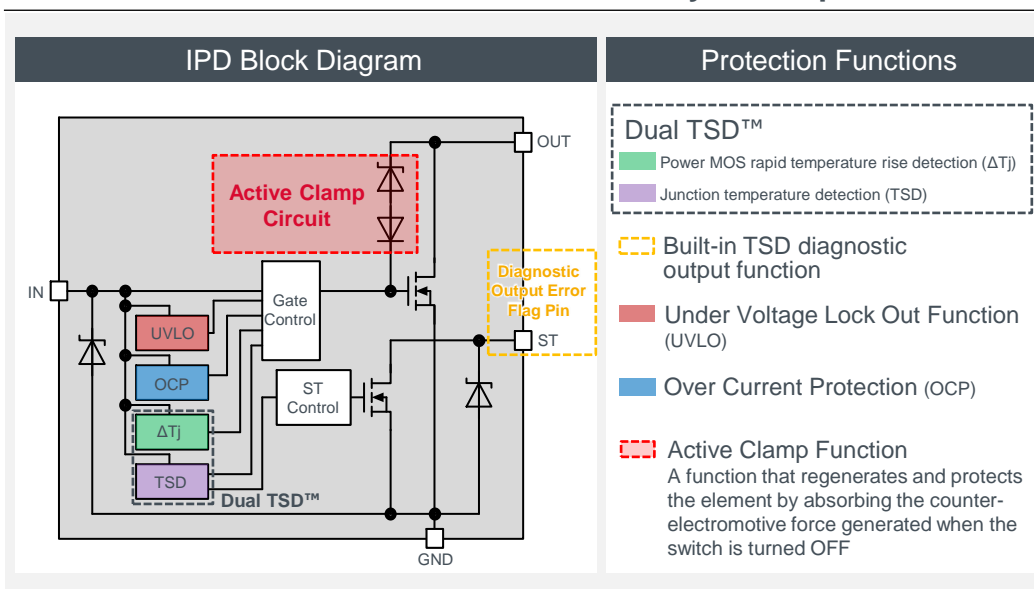 IPD Block Diagram
OUT
Active Clamp
Circuit
Diagnostic
Output Error
Flag Pin
IN
Gate
Control
UVLO
ST
OCP
ST
Control
ΔTj
TSD
Dual TSD™
GND
Protection Functions
Dual TSD™
Power MOS rapid temperature rise detection (ΔTj)
Junction temperature detection (TSD)
Built-in TSD diagnostic
output function
Under Voltage Lock Out Function
(UVLO)
Over Current Protection (OCP)
Active Clamp Function
A function that regenerates and protects
the element by absorbing the counter-
electromotive force generated when the
switch is turned OFF